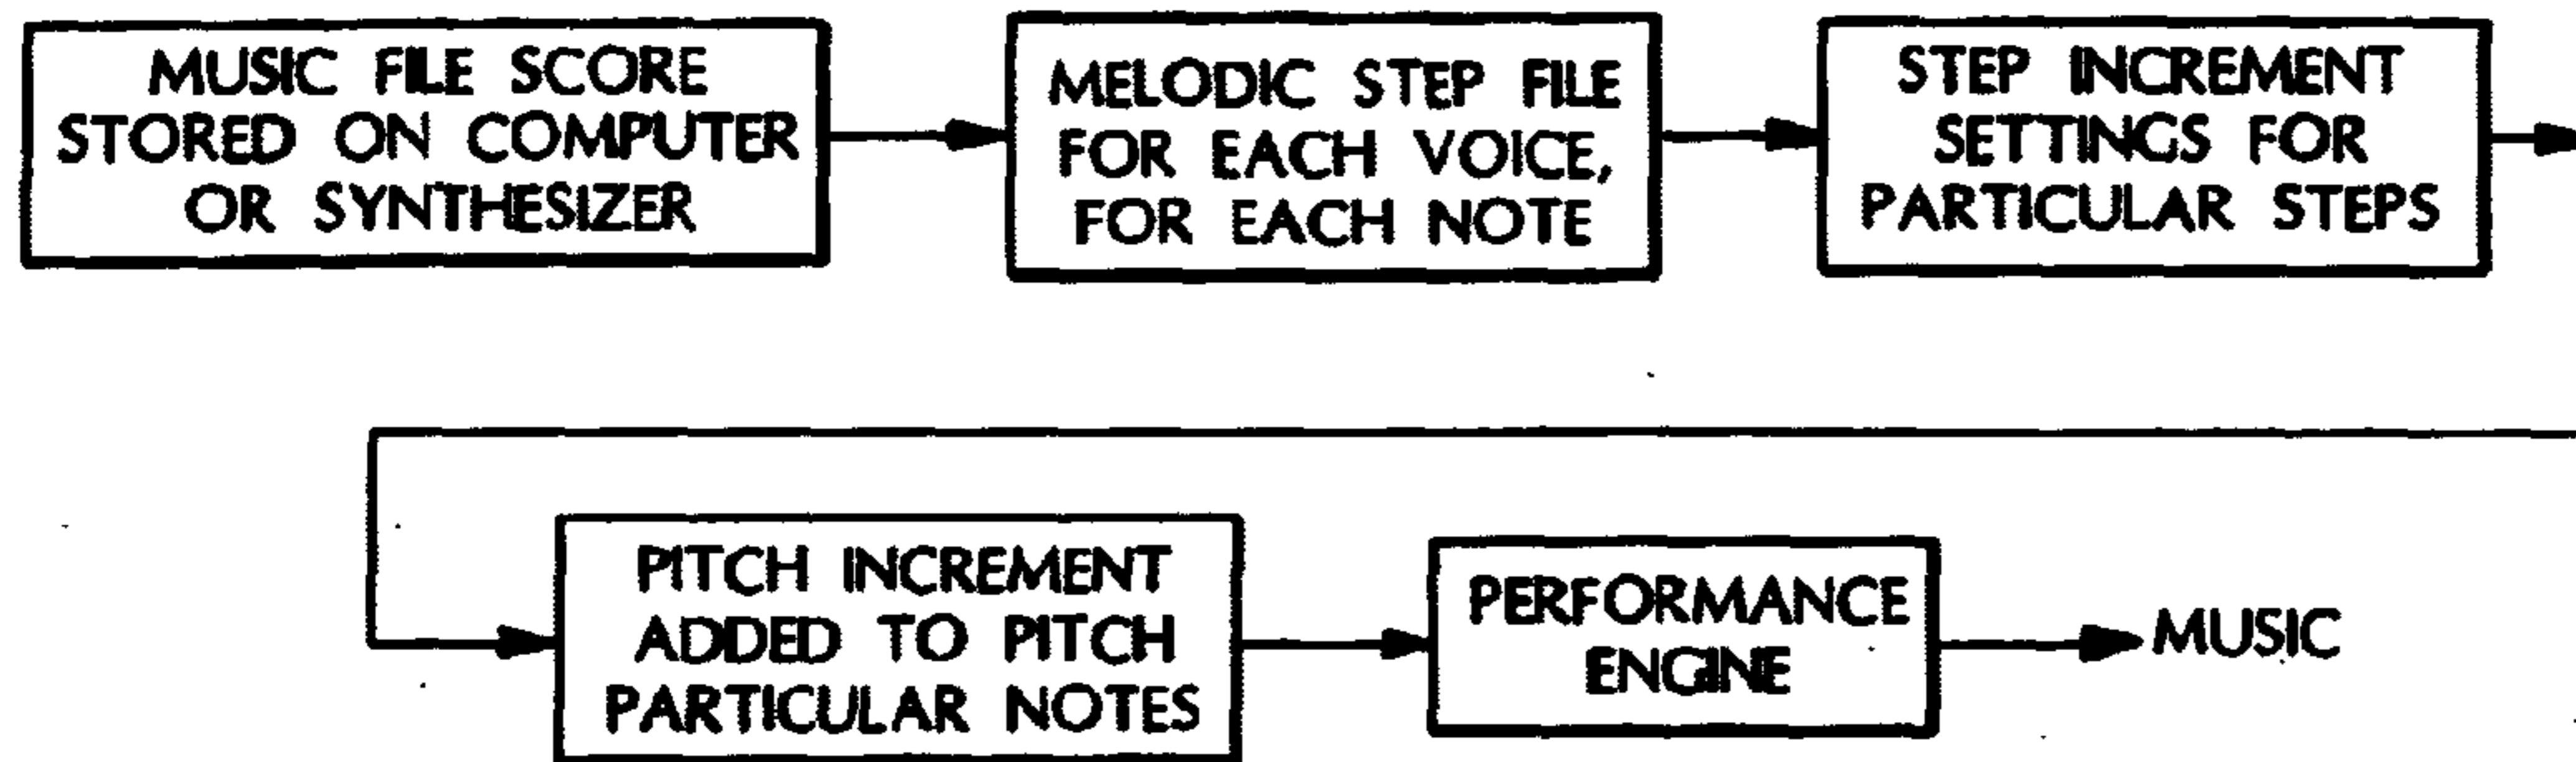 MUSIC FILE SCORE
STORED ON COMPUTER
OR SYNTHESIZER
MELODIC STEP FILE
FOR EACH VOICE,
FOR EACH NOTE
STEP INCREMENT
SETTINGS FOR
PARTICULAR STEPS
PITCH INCREMENT
ADDED TO PITCH
PARTICULAR NOTES
PERFORMANCE
ENGINE
MUSIC